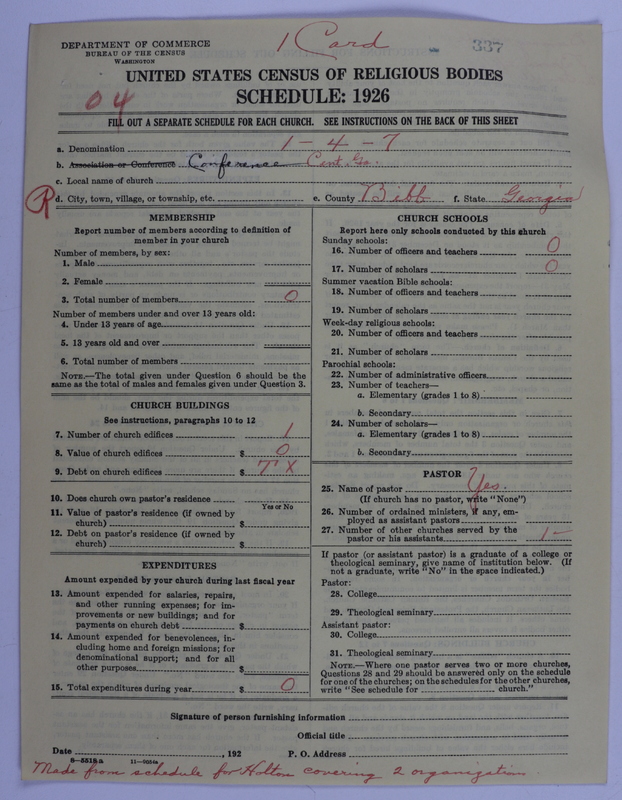 1 Card
337
DEPARTMENT OF COMMERCE
BUREAU OF THE CENSUS
WASHINGTON
UNITED STATES CENSUS OF RELIGIOUS BODIES
SCHEDULE: 1926
04
FILL OUT A SEPARATE SCHEDULE FOR EACH CHURCH. SEE INSTRUCTIONS ON THE BACK OF THIS SHEET
a. Denomination 1-4-7
b. Association or Conference Conference Cent. Ga.
c. Local name of church
R d. City, town, village, or township, etc. e. County Bibb f. State Georgia
MEMBERSHIP
Report number of members according to definition of
member in your church
Number of members, by sex:
1. Male
2. Female
3. Total number of members 0
Number of members under and over 13 years old:
4. Under 13 years of age
5. 13 years old and over
6. Total number of members
NOTE.—The total given under Question 6 should be the
same as the total of males and females given under Question 3.
CHURCH BUILDINGS
See instructions, paragraphs 10 to 12
7. Number of church edifices 1
8. Value of church edifices $ 0
9. Debt on church edifices $ TX
10. Does church own pastor's residence
Yes or No
11. Value of pastor's residence (if owned by
church) $
12. Debt on pastor's residence (if owned by
church) $
EXPENDITURES
Amount expended by your church during last fiscal year
13. Amount expended for salaries, repairs,
and other running expenses; for im-
provements or new buildings; and for
payments on church debt $
14. Amount expended for benevolences, in-
cluding home and foreign missions; for
denominational support; and for all
other purposes $
15. Total expenditures during year $ 0
CHURCH SCHOOLS
Report here only schools conducted by this church
Sunday schools:
16. Number of officers and teachers 0
17. Number of scholars 0
Summer vacation Bible schools:
18. Number of officers and teachers
19. Number of scholars
Week-day religious schools:
20. Number of officers and teachers
21. Number of scholars
Parochial schools:
22. Number of administrative officers
23. Number of teachers—
a. Elementary (grades 1 to 8)
b. Secondary
24. Number of scholars—
a. Elementary (grades 1 to 8)
b. Secondary
PASTOR
25. Name of pastor Yes.
(If church has no pastor, write "None")
26. Number of ordained ministers, if any, em-
ployed as assistant pastors
27. Number of other churches served by the
pastor or his assistants 1-
If pastor (or assistant pastor) is a graduate of a college or
theological seminary, give name of institution below. (If
not a graduate, write "No" in the space indicated.)
Pastor:
28. College
29. Theological seminary
Assistant pastor:
30. College
31. Theological seminary
NOTE.—Where one pastor serves two or more churches,
Questions 28 and 29 should be answered only on the schedule
for one of the churches; on the schedules for the other churches,
write "See schedule for church."
Signature of person furnishing information
Official title
Date , 192 P. O. Address
8-5518a 11-9054a
Made from schedule for Holton covering 2 organization.